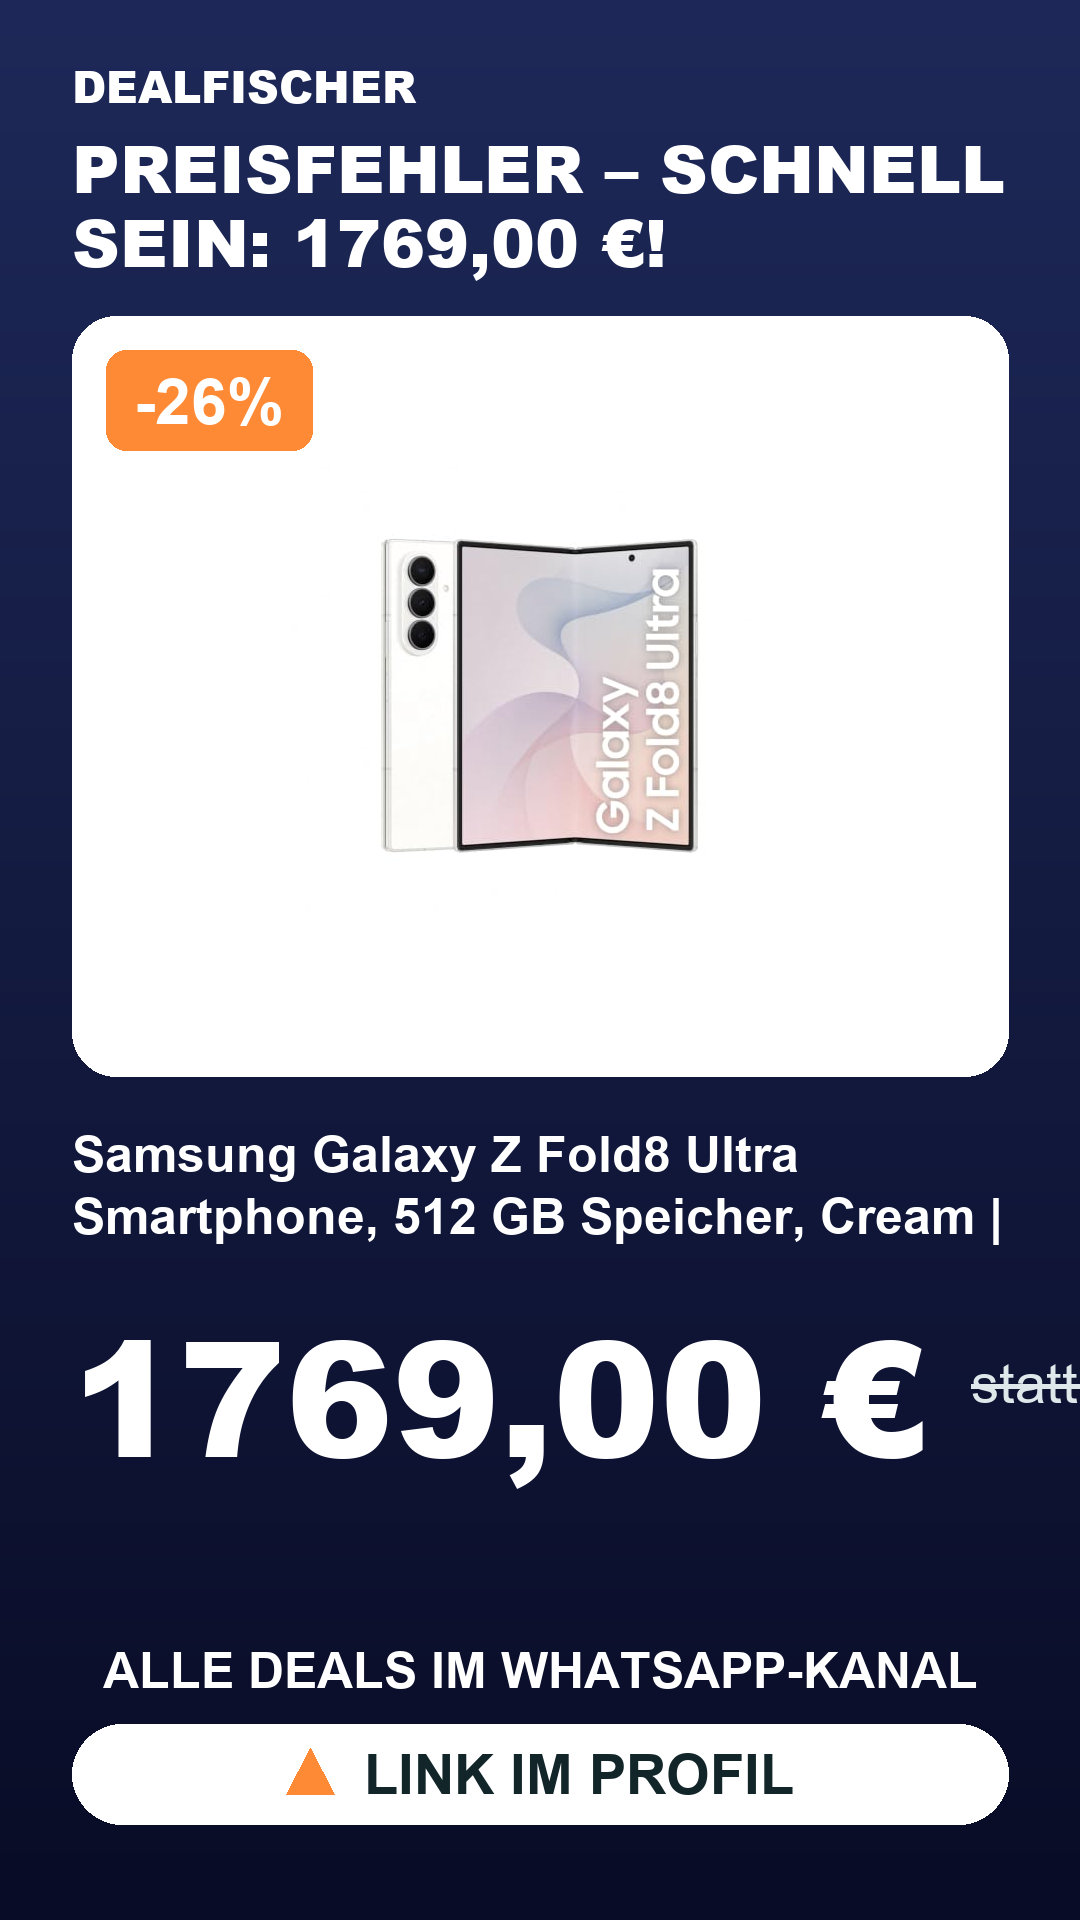 DEALFISCHER
PREISFEHLER – SCHNELL
SEIN: 1769,00 €!
-26%
Galaxy
Z Fold8 Ultra
Samsung Galaxy Z Fold8 Ultra
Smartphone, 512 GB Speicher, Cream |
1769,00 € statt
ALLE DEALS IM WHATSAPP-KANAL
LINK IM PROFIL